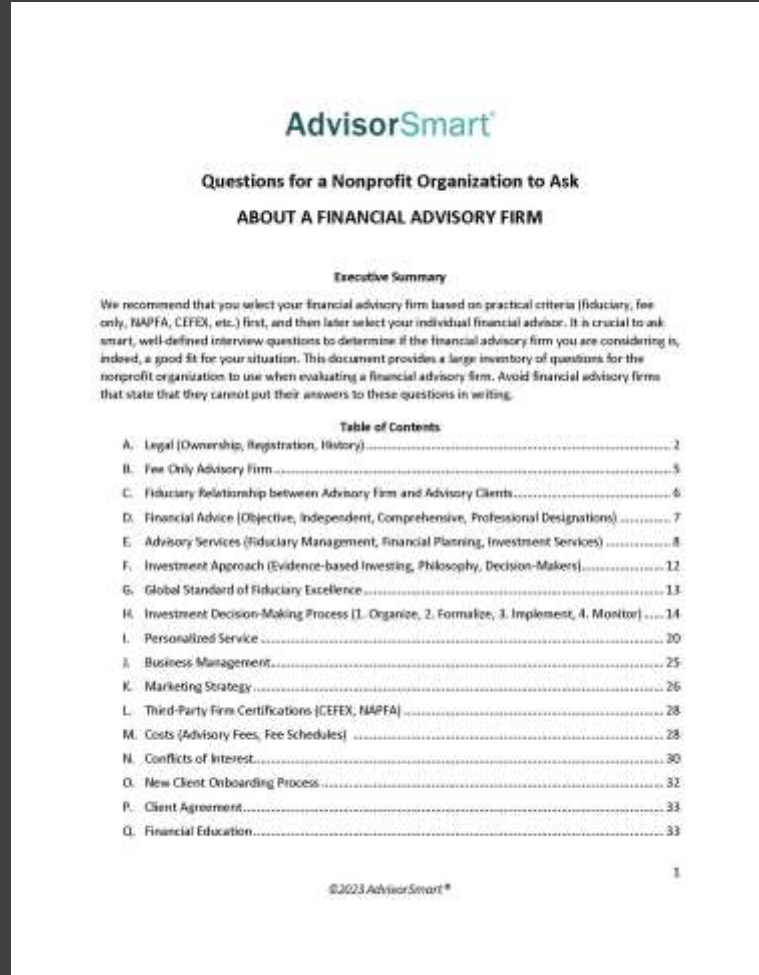 AdvisorSmart®
Questions for a Nonprofit Organization to Ask
ABOUT A FINANCIAL ADVISORY FIRM
Executive Summary
We recommend that you select your financial advisory firm based on practical criteria (fiduciary, fee
only, NAPFA, CEFEX, etc.) first, and then later select your individual financial advisor. It is crucial to ask
smart, well-defined interview questions to determine if the financial advisory firm you are considering is,
indeed, a good fit for your situation. This document provides a large inventory of questions for the
nonprofit organization to use when evaluating a financial advisory firm. Avoid financial advisory firms
that state that they cannot put their answers to these questions in writing.
Table of Contents
A. Legal (Ownership, Registration, History) 2
B. Fee Only Advisory Firm 5
C. Fiduciary Relationship between Advisory Firm and Advisory Clients 6
D. Financial Advice (Objective, Independent, Comprehensive, Professional Designations) 7
E. Advisory Services (Fiduciary Management, Financial Planning, Investment Services) 8
F. Investment Approach (Evidence-based Investing, Philosophy, Decision-Makers) 12
G. Global Standard of Fiduciary Excellence 13
H. Investment Decision-Making Process (1. Organize, 2. Formalize, 3. Implement, 4. Monitor) 14
I. Personalized Service 20
J. Business Management 25
K. Marketing Strategy 26
L. Third-Party Firm Certifications (CEFEX, NAPFA) 28
M. Costs (Advisory Fees, Fee Schedules) 28
N. Conflicts of Interest 30
O. New Client Onboarding Process 32
P. Client Agreement 33
Q. Financial Education 33
1
©2023 AdvisorSmart®